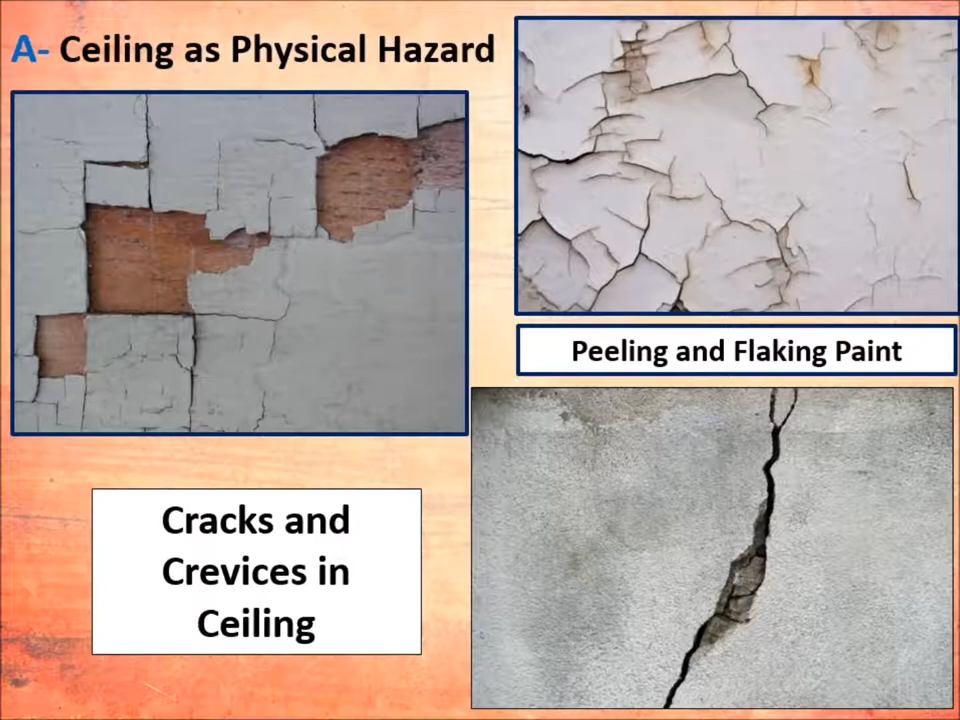 A- Ceiling as Physical Hazard
Peeling and Flaking Paint
Cracks and
Crevices in
Ceiling